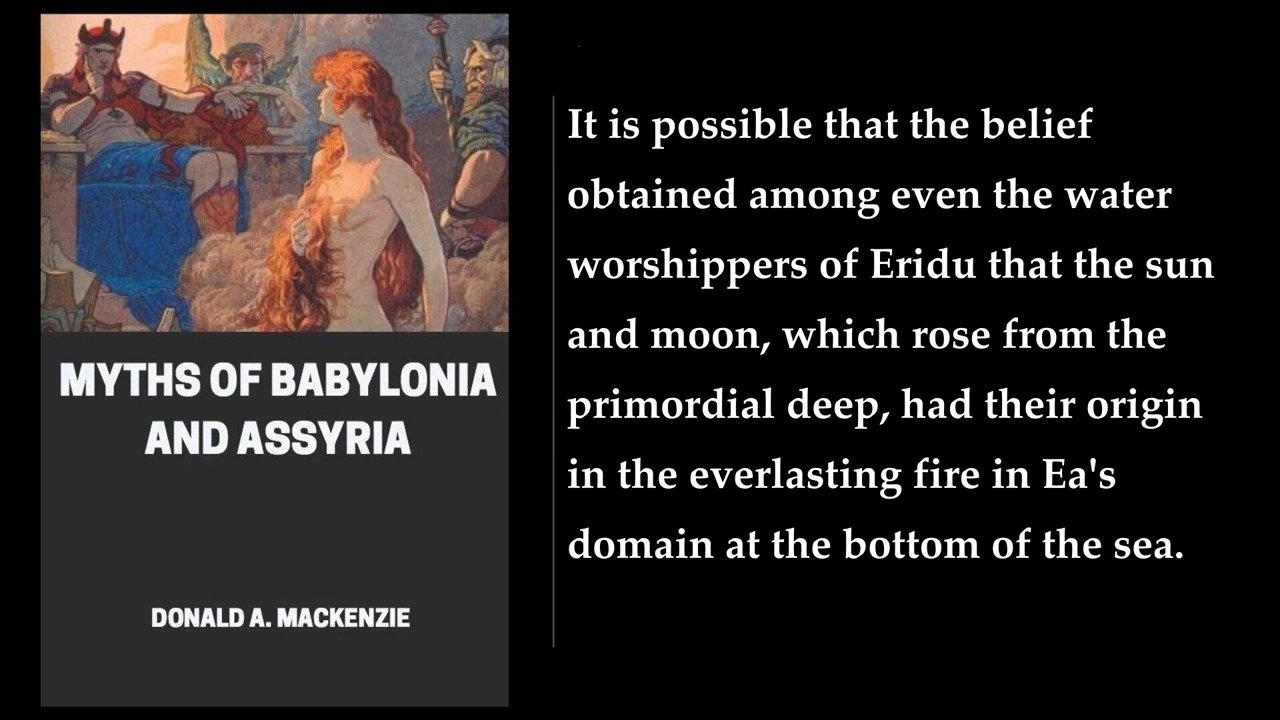 MYTHS OF BABYLONIA
AND ASSYRIA
DONALD A. MACKENZIE
It is possible that the belief
obtained among even the water
worshippers of Eridu that the sun
and moon, which rose from the
primordial deep, had their origin
in the everlasting fire in Ea's
domain at the bottom of the sea.